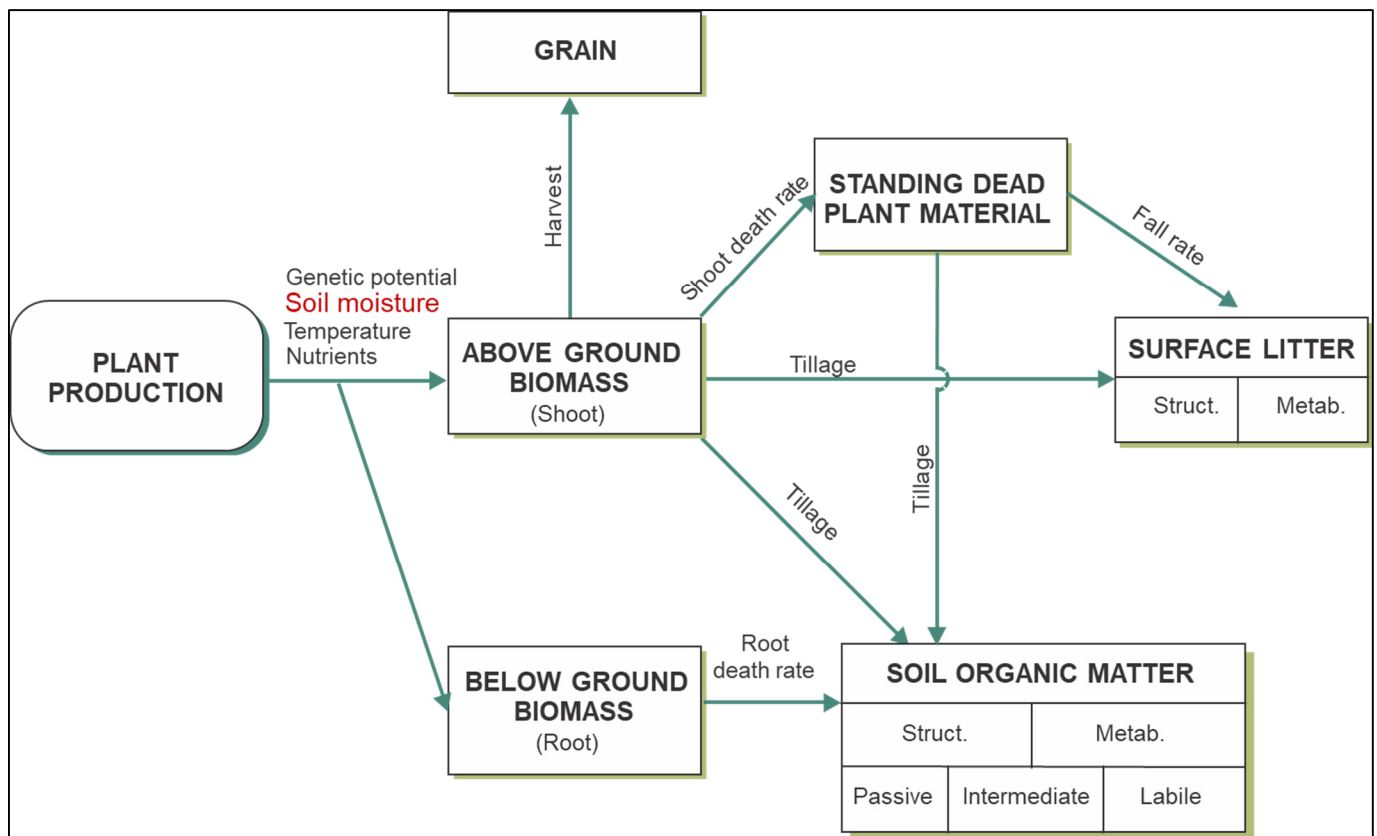 GRAIN
Harvest
STANDING DEAD
PLANT MATERIAL
Shoot death rate
Fall rate
Genetic potential
Soil moisture
Temperature
Nutrients
PLANT
PRODUCTION
ABOVE GROUND
BIOMASS
(Shoot)
Tillage
SURFACE LITTER
Struct.
Metab.
Tillage
Tillage
BELOW GROUND
BIOMASS
(Root)
Root
death rate
SOIL ORGANIC MATTER
Struct.
Metab.
Passive
Intermediate
Labile